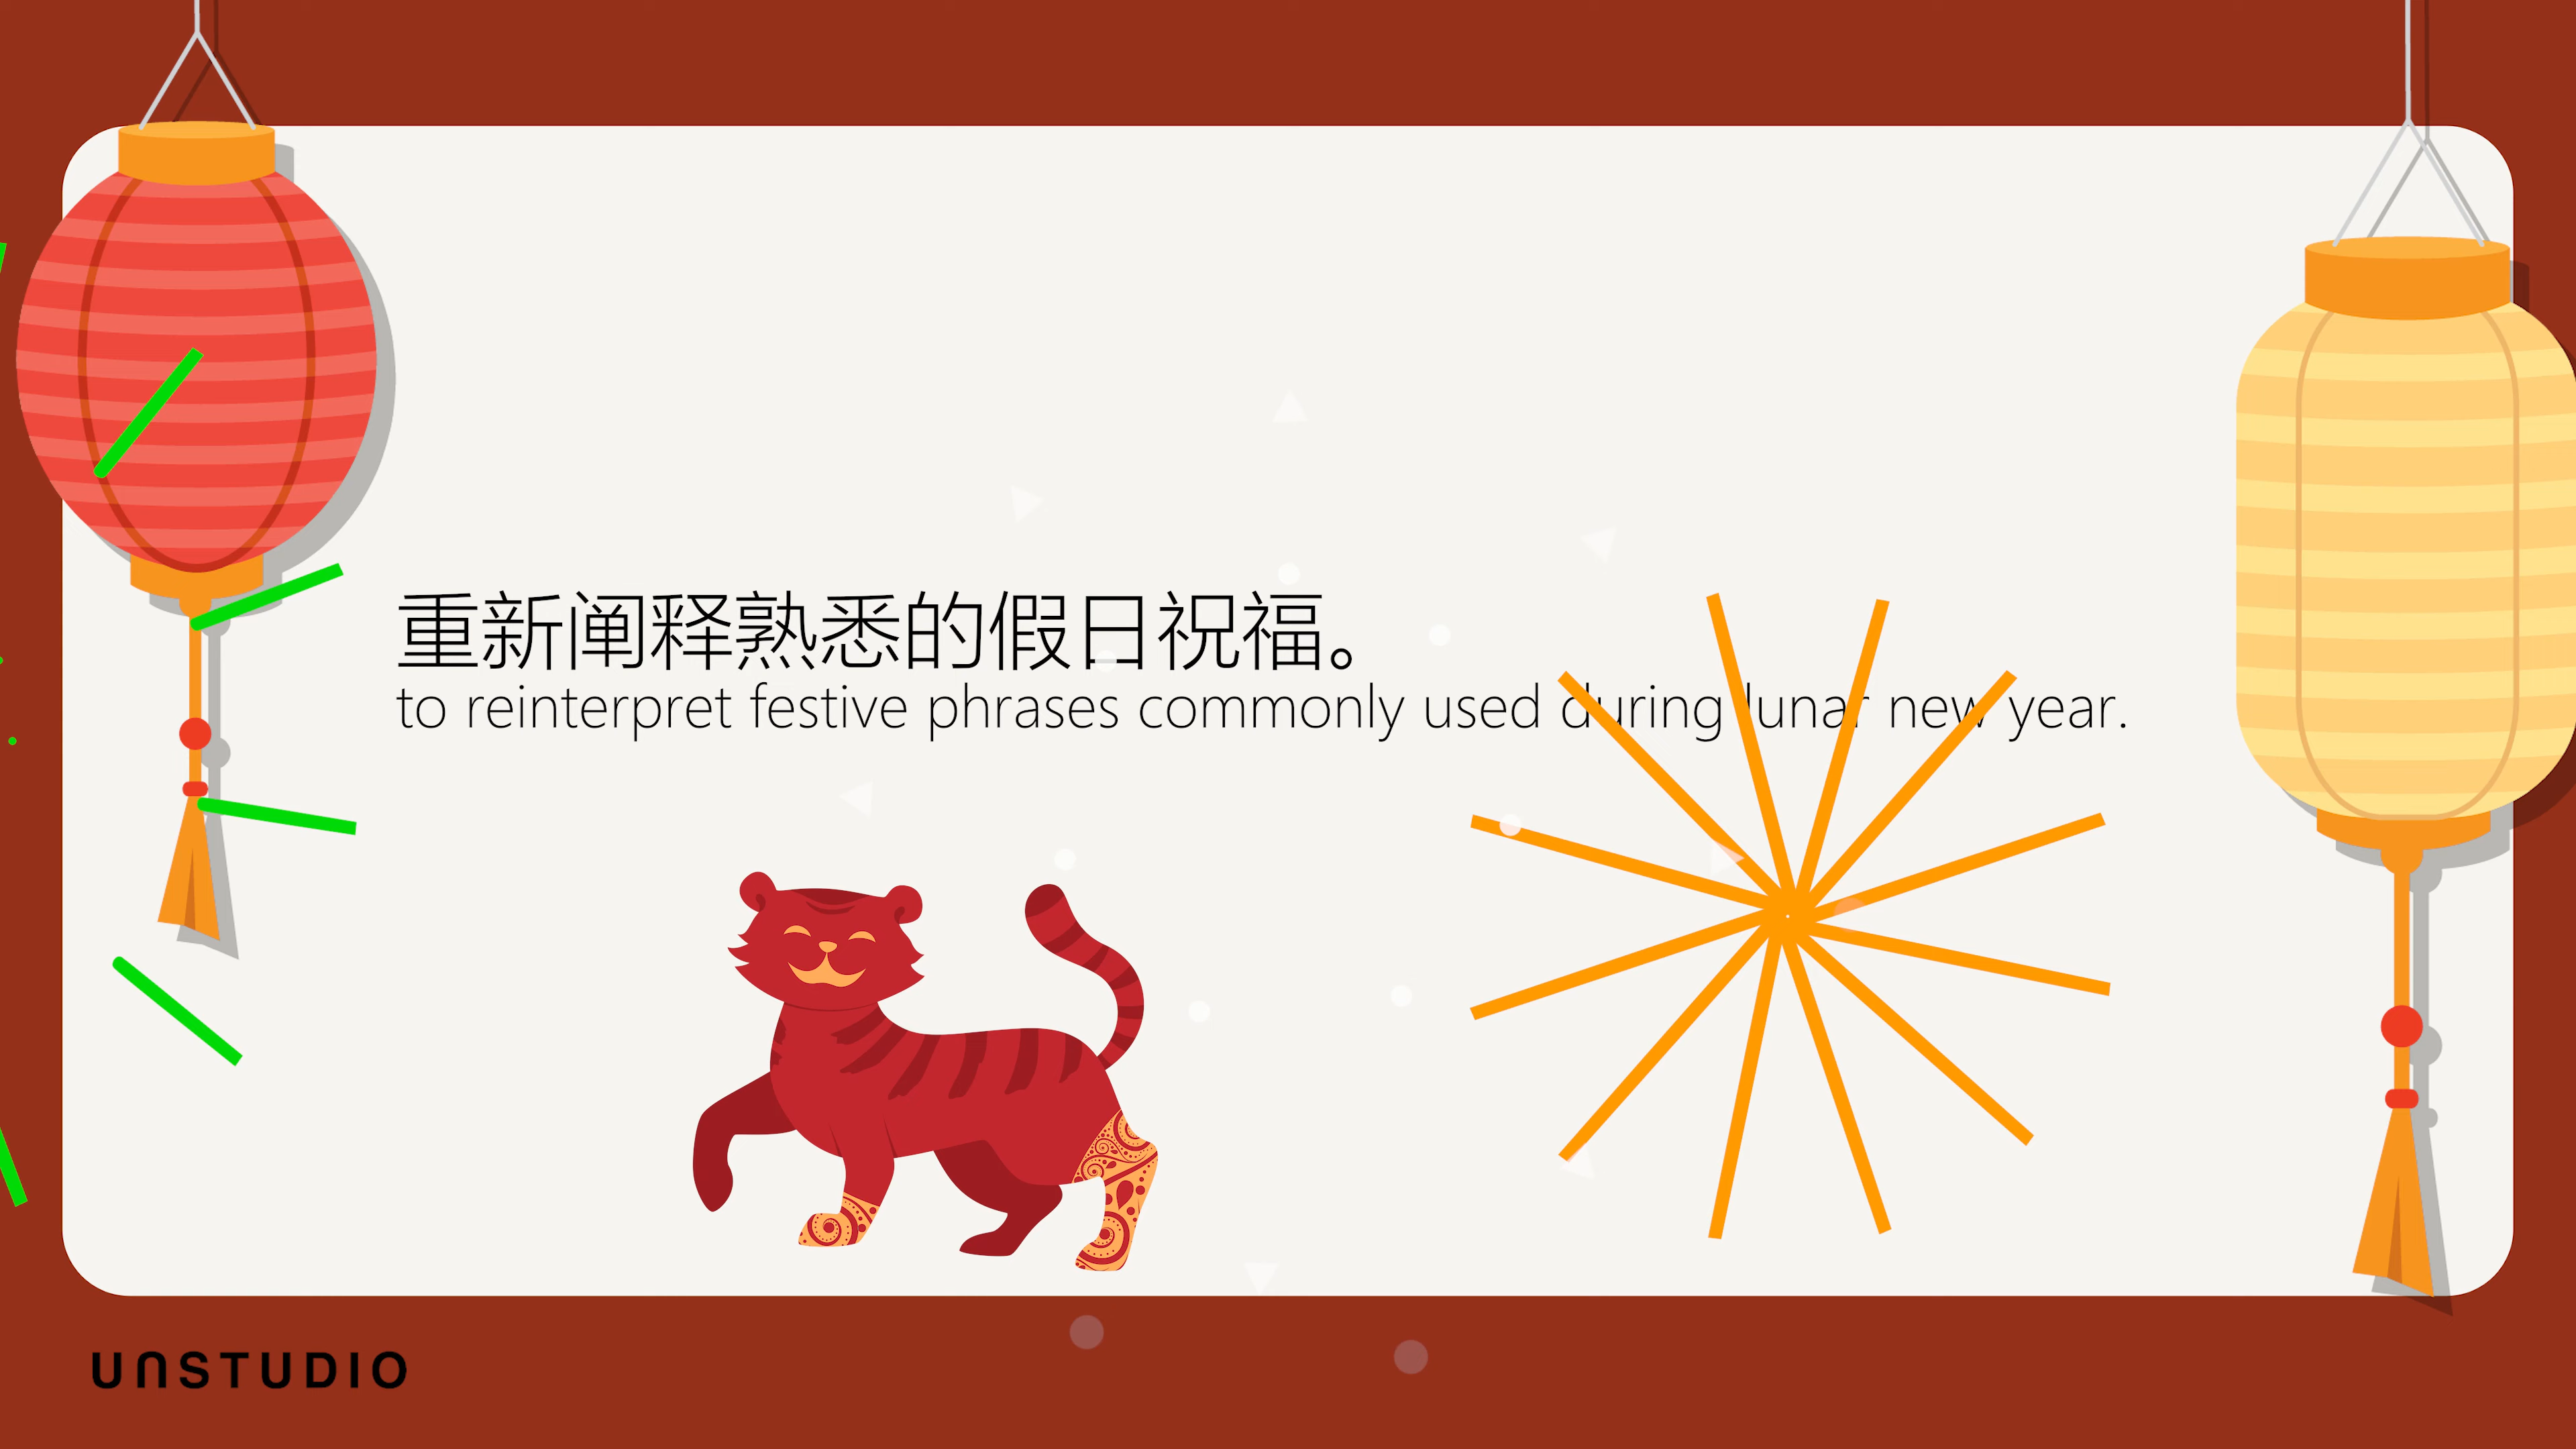 重新阐释熟悉的假日祝福。
to reinterpret festive phrases commonly used during lunar new year.
UNSTUDIO